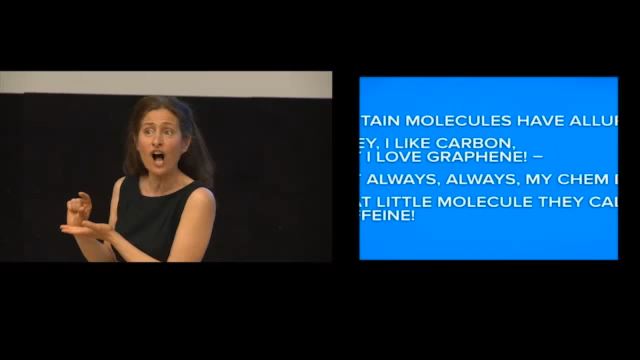 TAIN MOLECULES HAVE ALLUR
EY, I LIKE CARBON,
I LOVE GRAPHENE! –
ALWAYS, ALWAYS, MY CHEM
AT LITTLE MOLECULE THEY CAL
FFEINE!